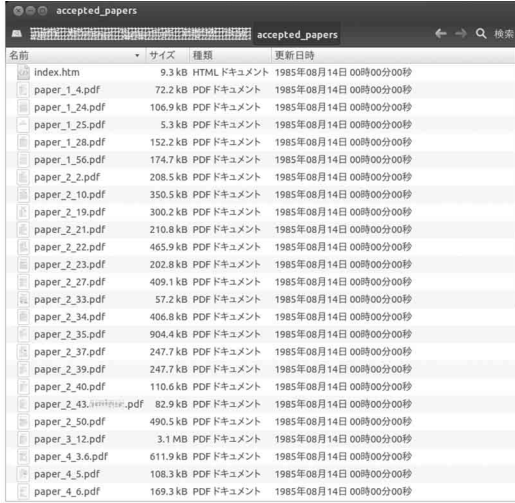 accepted_papers
accepted_papers 検索
名前 サイズ 種類 更新日時
index.htm 9.3 kB HTML ドキュメント 1985年08月14日 00時00分00秒
paper_1_4.pdf 72.2 kB PDF ドキュメント 1985年08月14日 00時00分00秒
paper_1_24.pdf 106.9 kB PDF ドキュメント 1985年08月14日 00時00分00秒
paper_1_25.pdf 5.3 kB PDF ドキュメント 1985年08月14日 00時00分00秒
paper_1_28.pdf 152.2 kB PDF ドキュメント 1985年08月14日 00時00分00秒
paper_1_56.pdf 174.7 kB PDF ドキュメント 1985年08月14日 00時00分00秒
paper_2_2.pdf 208.5 kB PDF ドキュメント 1985年08月14日 00時00分00秒
paper_2_10.pdf 350.5 kB PDF ドキュメント 1985年08月14日 00時00分00秒
paper_2_19.pdf 300.2 kB PDF ドキュメント 1985年08月14日 00時00分00秒
paper_2_21.pdf 210.8 kB PDF ドキュメント 1985年08月14日 00時00分00秒
paper_2_22.pdf 465.9 kB PDF ドキュメント 1985年08月14日 00時00分00秒
paper_2_23.pdf 202.8 kB PDF ドキュメント 1985年08月14日 00時00分00秒
paper_2_27.pdf 409.1 kB PDF ドキュメント 1985年08月14日 00時00分00秒
paper_2_33.pdf 57.2 kB PDF ドキュメント 1985年08月14日 00時00分00秒
paper_2_34.pdf 406.8 kB PDF ドキュメント 1985年08月14日 00時00分00秒
paper_2_35.pdf 904.4 kB PDF ドキュメント 1985年08月14日 00時00分00秒
paper_2_37.pdf 247.7 kB PDF ドキュメント 1985年08月14日 00時00分00秒
paper_2_39.pdf 247.7 kB PDF ドキュメント 1985年08月14日 00時00分00秒
paper_2_40.pdf 110.6 kB PDF ドキュメント 1985年08月14日 00時00分00秒
paper_2_43. .pdf 82.9 kB PDF ドキュメント 1985年08月14日 00時00分00秒
paper_2_50.pdf 490.5 kB PDF ドキュメント 1985年08月14日 00時00分00秒
paper_3_12.pdf 3.1 MB PDF ドキュメント 1985年08月14日 00時00分00秒
paper_4_3.6.pdf 611.9 kB PDF ドキュメント 1985年08月14日 00時00分00秒
paper_4_5.pdf 108.3 kB PDF ドキュメント 1985年08月14日 00時00分00秒
paper_4_6.pdf 169.3 kB PDF ドキュメント 1985年08月14日 00時00分00秒